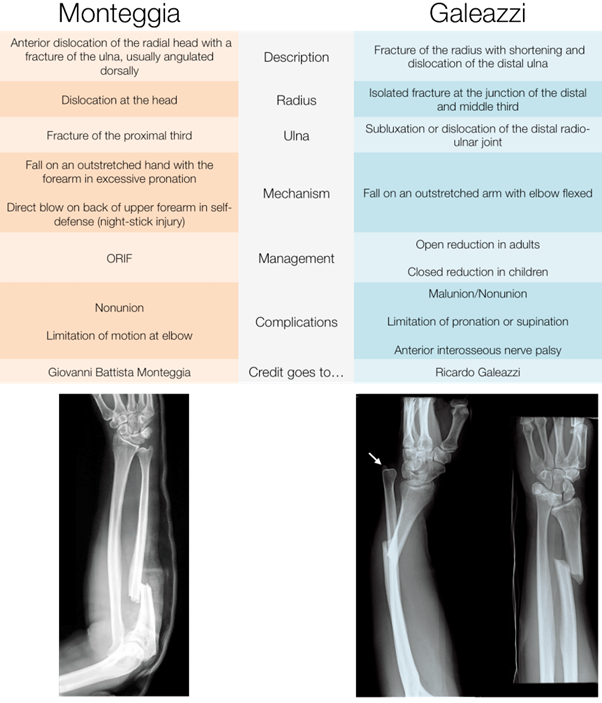 Monteggia
Galeazzi
Anterior dislocation of the radial head with a
fracture of the ulna, usually angulated
dorsally
Description
Fracture of the radius with shortening and
dislocation of the distal ulna
Dislocation at the head
Radius
Isolated fracture at the junction of the distal
and middle third
Fracture of the proximal third
Ulna
Subluxation or dislocation of the distal radio-
ulnar joint
Fall on an outstretched hand with the
forearm in excessive pronation
Direct blow on back of upper forearm in self-
defense (night-stick injury)
Mechanism
Fall on an outstretched arm with elbow flexed
ORIF
Management
Open reduction in adults
Closed reduction in children
Nonunion
Limitation of motion at elbow
Complications
Malunion/Nonunion
Limitation of pronation or supination
Anterior interosseous nerve palsy
Giovanni Battista Monteggia
Credit goes to…
Ricardo Galeazzi